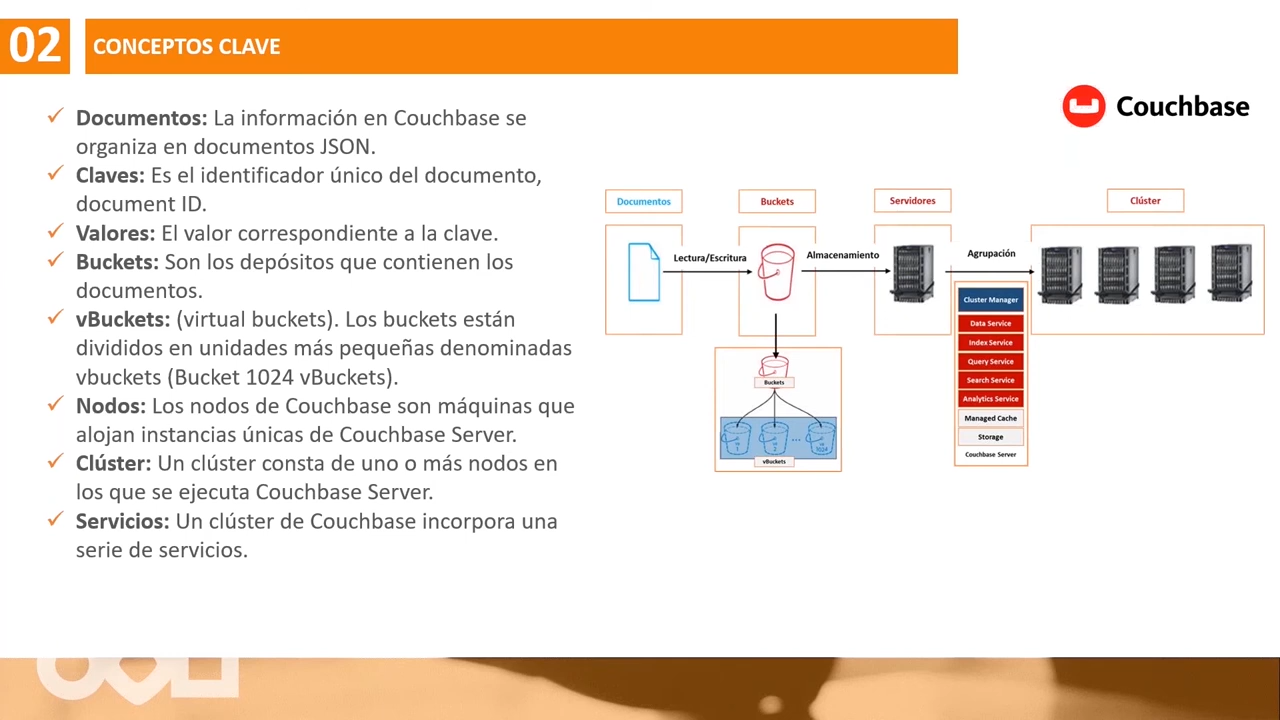 02
CONCEPTOS CLAVE
Couchbase
Documentos: La información en Couchbase se
organiza en documentos JSON.
Claves: Es el identificador único del documento,
document ID.
Valores: El valor correspondiente a la clave.
Buckets: Son los depósitos que contienen los
documentos.
vBuckets: (virtual buckets). Los buckets están
divididos en unidades más pequeñas denominadas
vbuckets (Bucket 1024 vBuckets).
Nodos: Los nodos de Couchbase son máquinas que
alojan instancias únicas de Couchbase Server.
Clúster: Un clúster consta de uno o más nodos en
los que se ejecuta Couchbase Server.
Servicios: Un clúster de Couchbase incorpora una
serie de servicios.
Documentos
Buckets
Servidores
Clúster
Lectura/Escritura
Almacenamiento
Agrupación
Cluster Manager
Data Service
Index Service
Query Service
Search Service
Analytics Service
Managed Cache
Storage
Couchbase Server
Buckets
1
2
...
1024
vBuckets